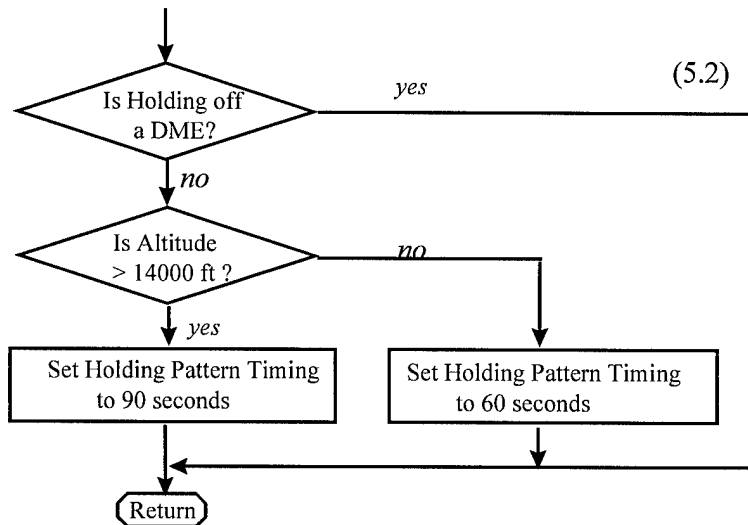 (5.2)
Is Holding off
a DME?
yes
no
Is Altitude
> 14000 ft ?
no
yes
Set Holding Pattern Timing
to 90 seconds
Set Holding Pattern Timing
to 60 seconds
Return